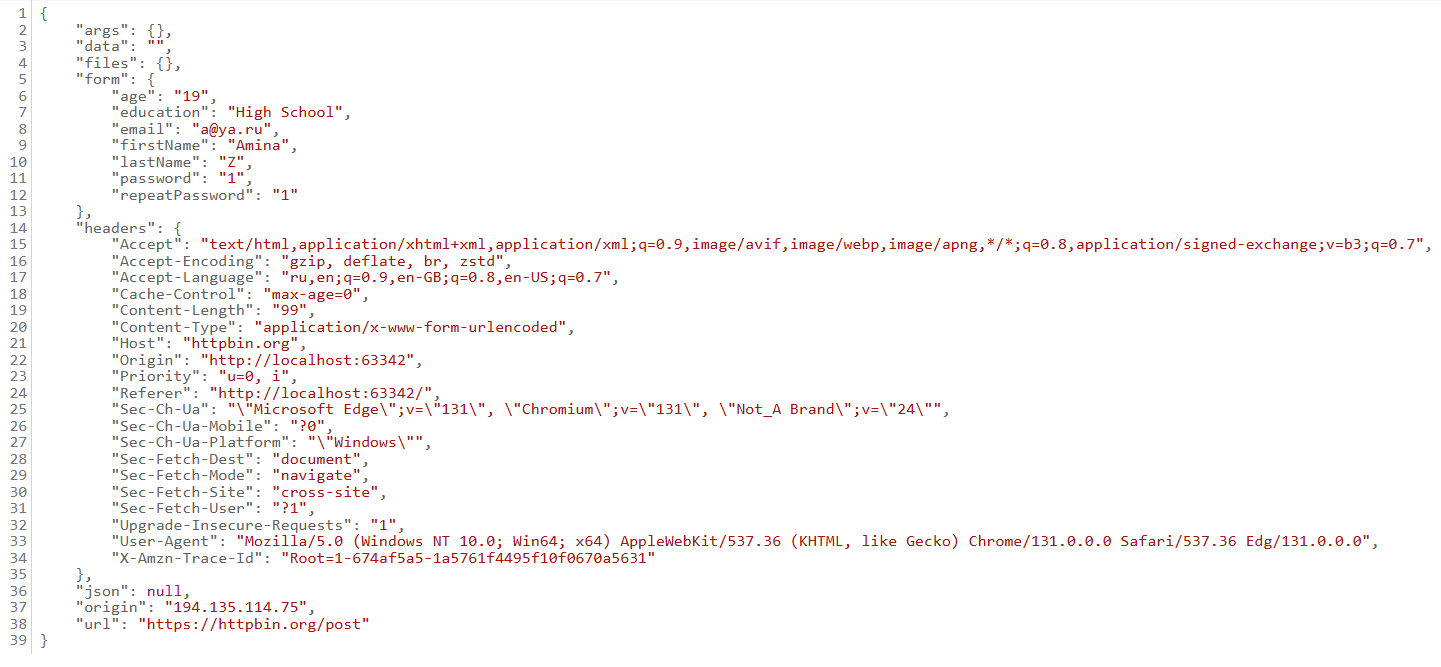 1 {
2     "args": {},
3     "data": "",
4     "files": {},
5     "form": {
6         "age": "19",
7         "education": "High School",
8         "email": "a@ya.ru",
9         "firstName": "Amina",
10         "lastName": "Z",
11         "password": "1",
12         "repeatPassword": "1"
13     },
14     "headers": {
15         "Accept": "text/html,application/xhtml+xml,application/xml;q=0.9,image/avif,image/webp,image/apng,*/*;q=0.8,application/signed-exchange;v=b3;q=0.7",
16         "Accept-Encoding": "gzip, deflate, br, zstd",
17         "Accept-Language": "ru,en;q=0.9,en-GB;q=0.8,en-US;q=0.7",
18         "Cache-Control": "max-age=0",
19         "Content-Length": "99",
20         "Content-Type": "application/x-www-form-urlencoded",
21         "Host": "httpbin.org",
22         "Origin": "http://localhost:63342",
23         "Priority": "u=0, i",
24         "Referer": "http://localhost:63342/",
25         "Sec-Ch-Ua": "\"Microsoft Edge\";v=\"131\", \"Chromium\";v=\"131\", \"Not_A Brand\";v=\"24\"",
26         "Sec-Ch-Ua-Mobile": "?0",
27         "Sec-Ch-Ua-Platform": "\"Windows\"",
28         "Sec-Fetch-Dest": "document",
29         "Sec-Fetch-Mode": "navigate",
30         "Sec-Fetch-Site": "cross-site",
31         "Sec-Fetch-User": "?1",
32         "Upgrade-Insecure-Requests": "1",
33         "User-Agent": "Mozilla/5.0 (Windows NT 10.0; Win64; x64) AppleWebKit/537.36 (KHTML, like Gecko) Chrome/131.0.0.0 Safari/537.36 Edg/131.0.0.0",
34         "X-Amzn-Trace-Id": "Root=1-674af5a5-1a5761f4495f10f0670a5631"
35     },
36     "json": null,
37     "origin": "194.135.114.75",
38     "url": "https://httpbin.org/post"
39 }